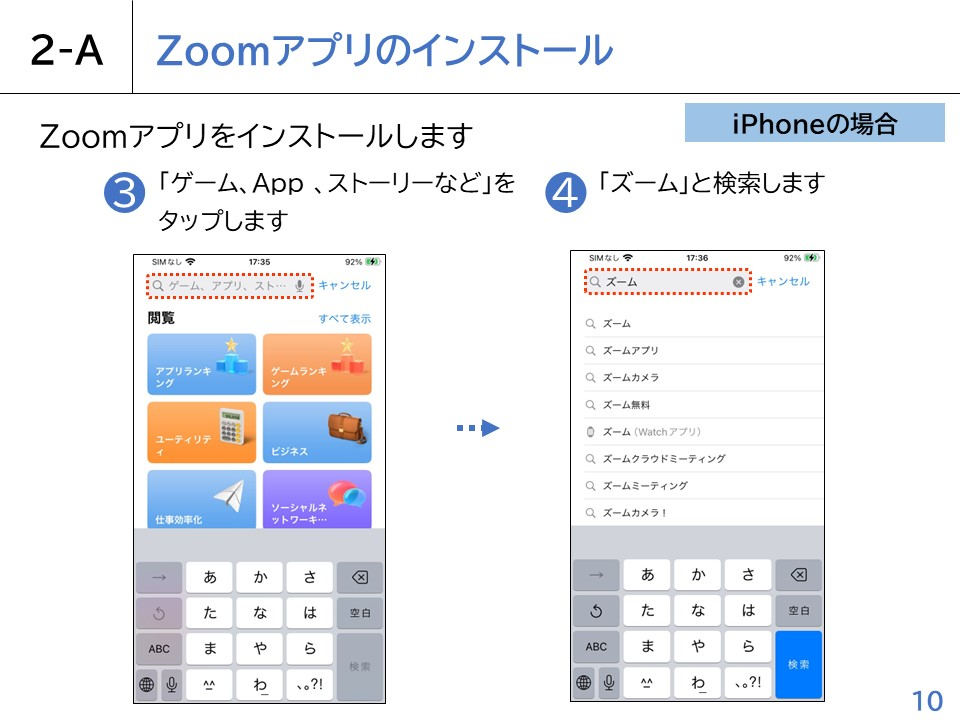 2-A
Zoomアプリのインストール
Zoomアプリをインストールします
iPhoneの場合
❸
「ゲーム、App 、ストーリーなど」を
タップします
❹
「ズーム」と検索します
SIMなし 17:35 92%
ゲーム、アプリ、スト… キャンセル
閲覧 すべて表示
アプリランキ
ング
ゲームランキ
ング
ユーティリテ
ィ
ビジネス
仕事効率化
ソーシャルネ
ットワーキ…
→ あ か さ
た な は 空白
ABC ま や ら
検索
^^ わ_ 、。?!
SIMなし 17:36 92%
ズーム キャンセル
ズーム
ズームアプリ
ズームカメラ
ズーム無料
ズーム（Watchアプリ）
ズームクラウドミーティング
ズームミーティング
ズームカメラ！
→ あ か さ
た な は 空白
ABC ま や ら
検索
^^ わ_ 、。?!
10